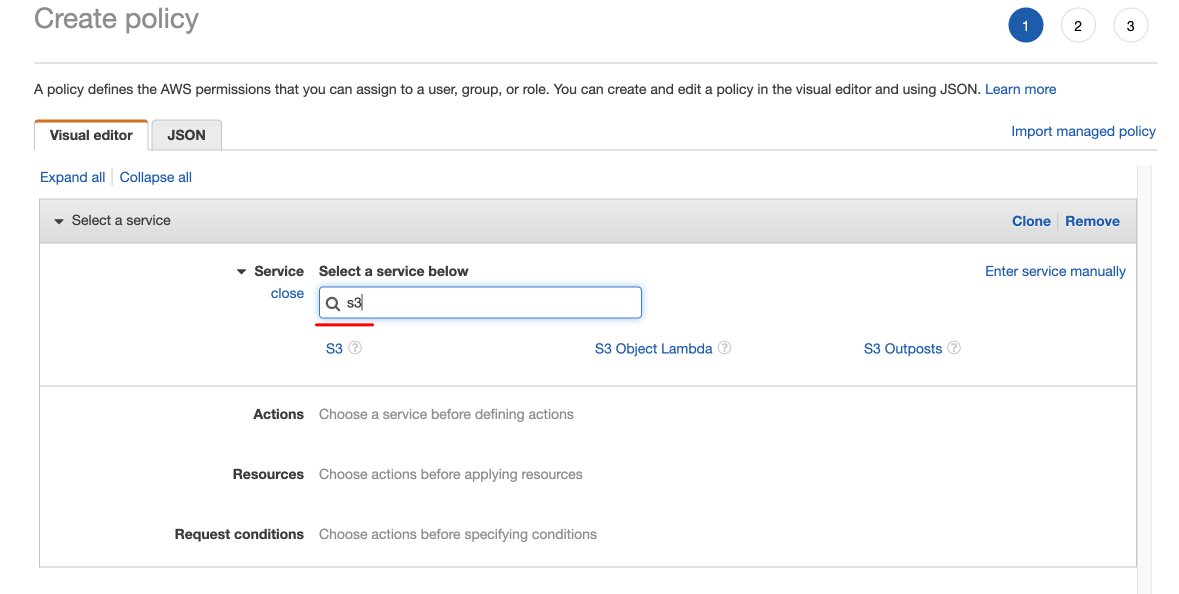 Create policy
1 2 3
A policy defines the AWS permissions that you can assign to a user, group, or role. You can create and edit a policy in the visual editor and using JSON. Learn more
Visual editor JSON Import managed policy
Expand all Collapse all
Select a service Clone Remove
Service Select a service below Enter service manually
close s3
S3 ? S3 Object Lambda ? S3 Outposts ?
Actions Choose a service before defining actions
Resources Choose actions before applying resources
Request conditions Choose actions before specifying conditions